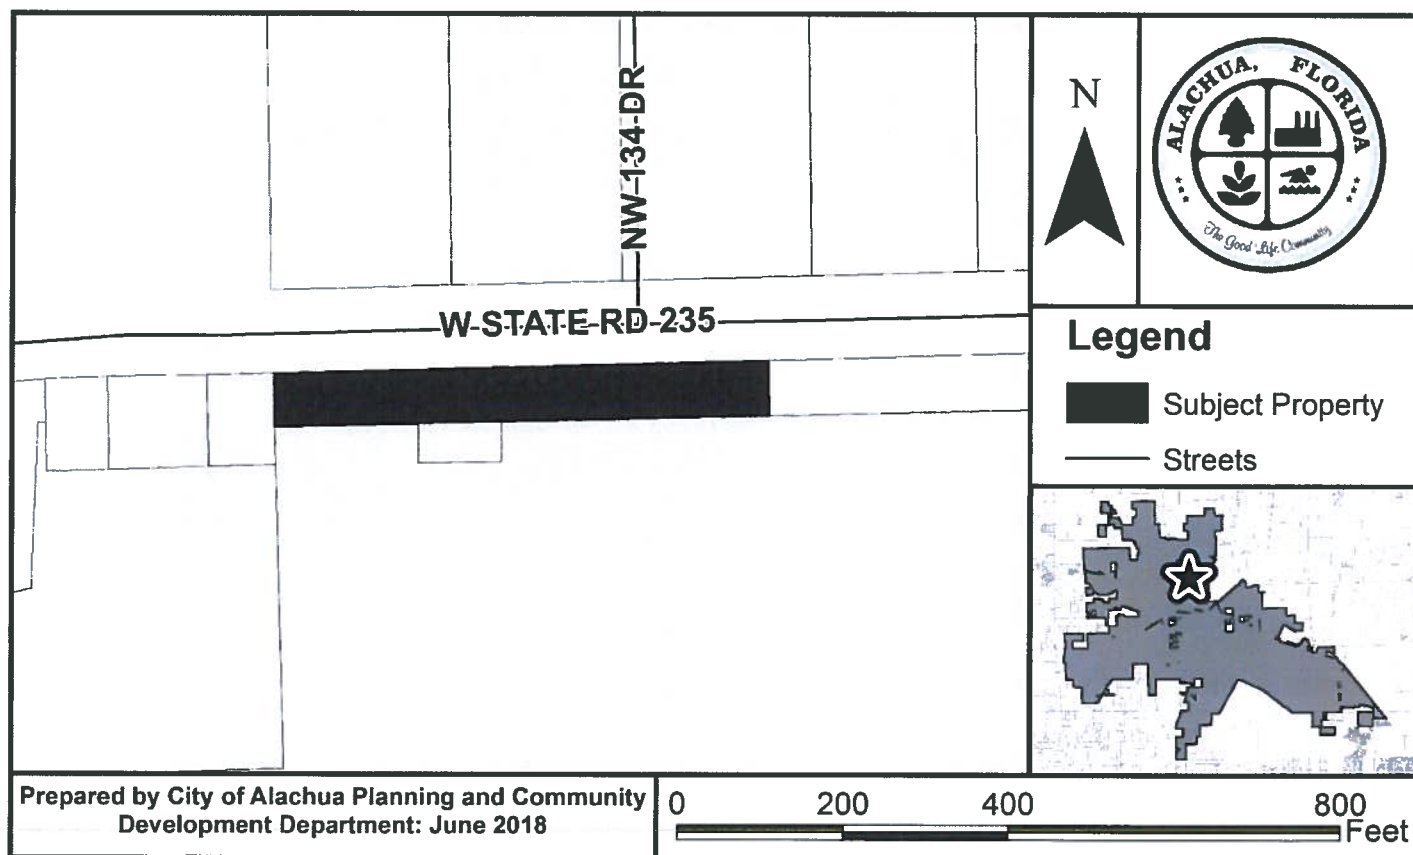 NW 134 DR
W STATE RD 235
N
ALACHUA, FLORIDA
The Good Life Community
Legend
Subject Property
Streets
Prepared by City of Alachua Planning and Community
Development Department: June 2018
0 200 400 800
Feet